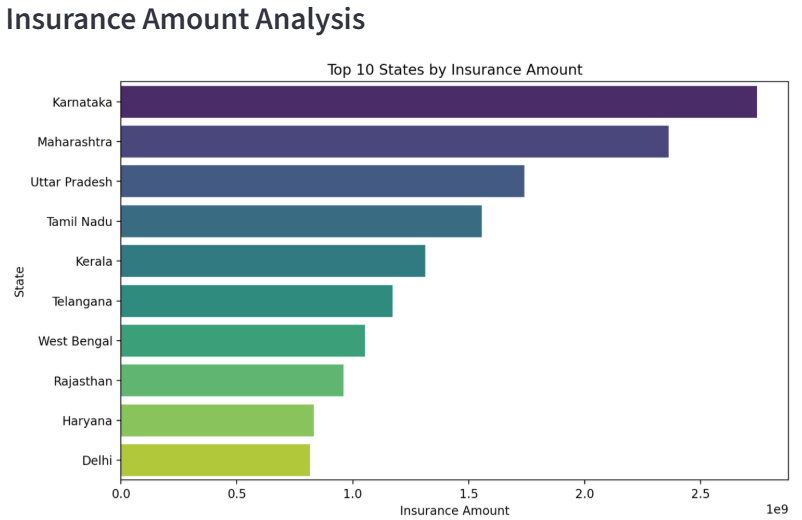 Insurance Amount Analysis
Top 10 States by Insurance Amount
Karnataka
Maharashtra
Uttar Pradesh
Tamil Nadu
Kerala
Telangana
West Bengal
Rajasthan
Haryana
Delhi
State
0.0 0.5 1.0 1.5 2.0 2.5
1e9
Insurance Amount